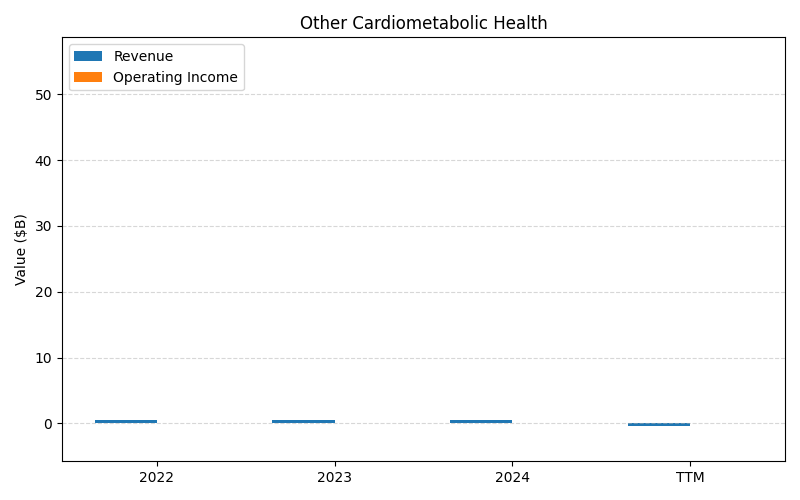 Other Cardiometabolic Health
Revenue
Operating Income
Value ($B)
50
40
30
20
10
0
2022
2023
2024
TTM